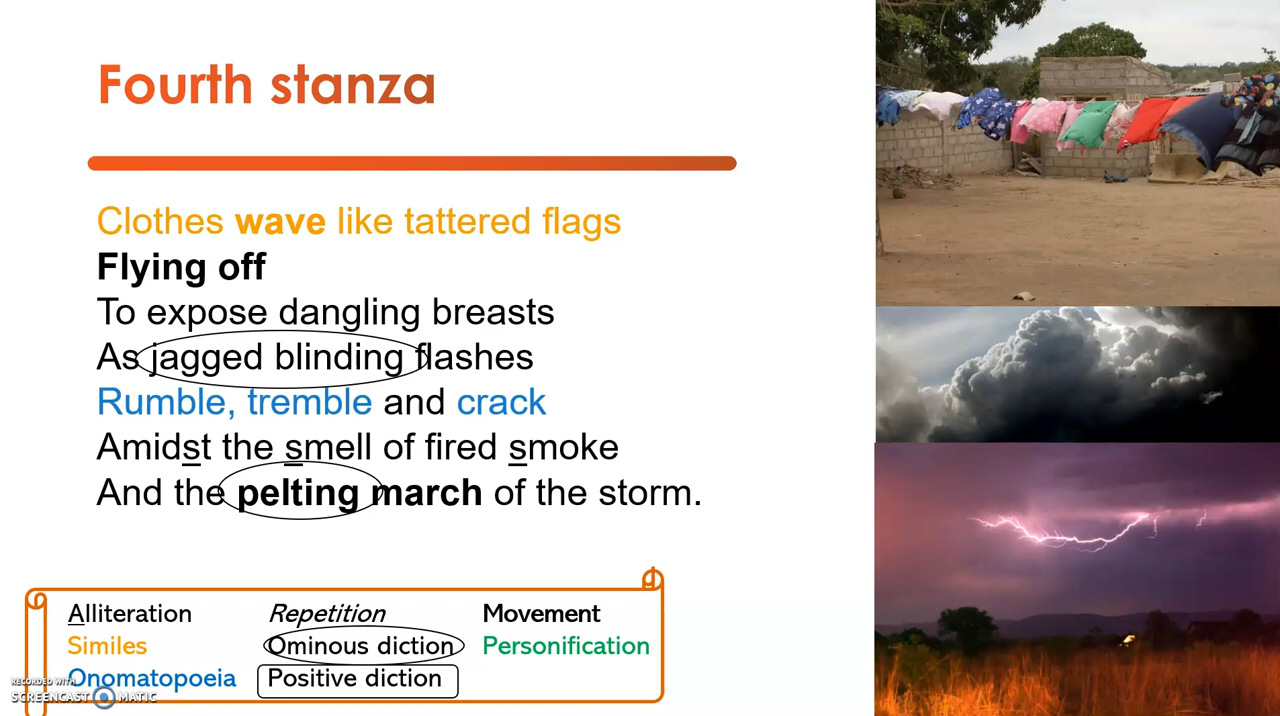 Fourth stanza
Clothes wave like tattered flags
Flying off
To expose dangling breasts
As jagged blinding flashes
Rumble, tremble and crack
Amidst the smell of fired smoke
And the pelting march of the storm.
Alliteration Repetition Movement
Similes Ominous diction Personification
Onomatopoeia Positive diction
RECORDED WITH
SCREENCAST MATIC